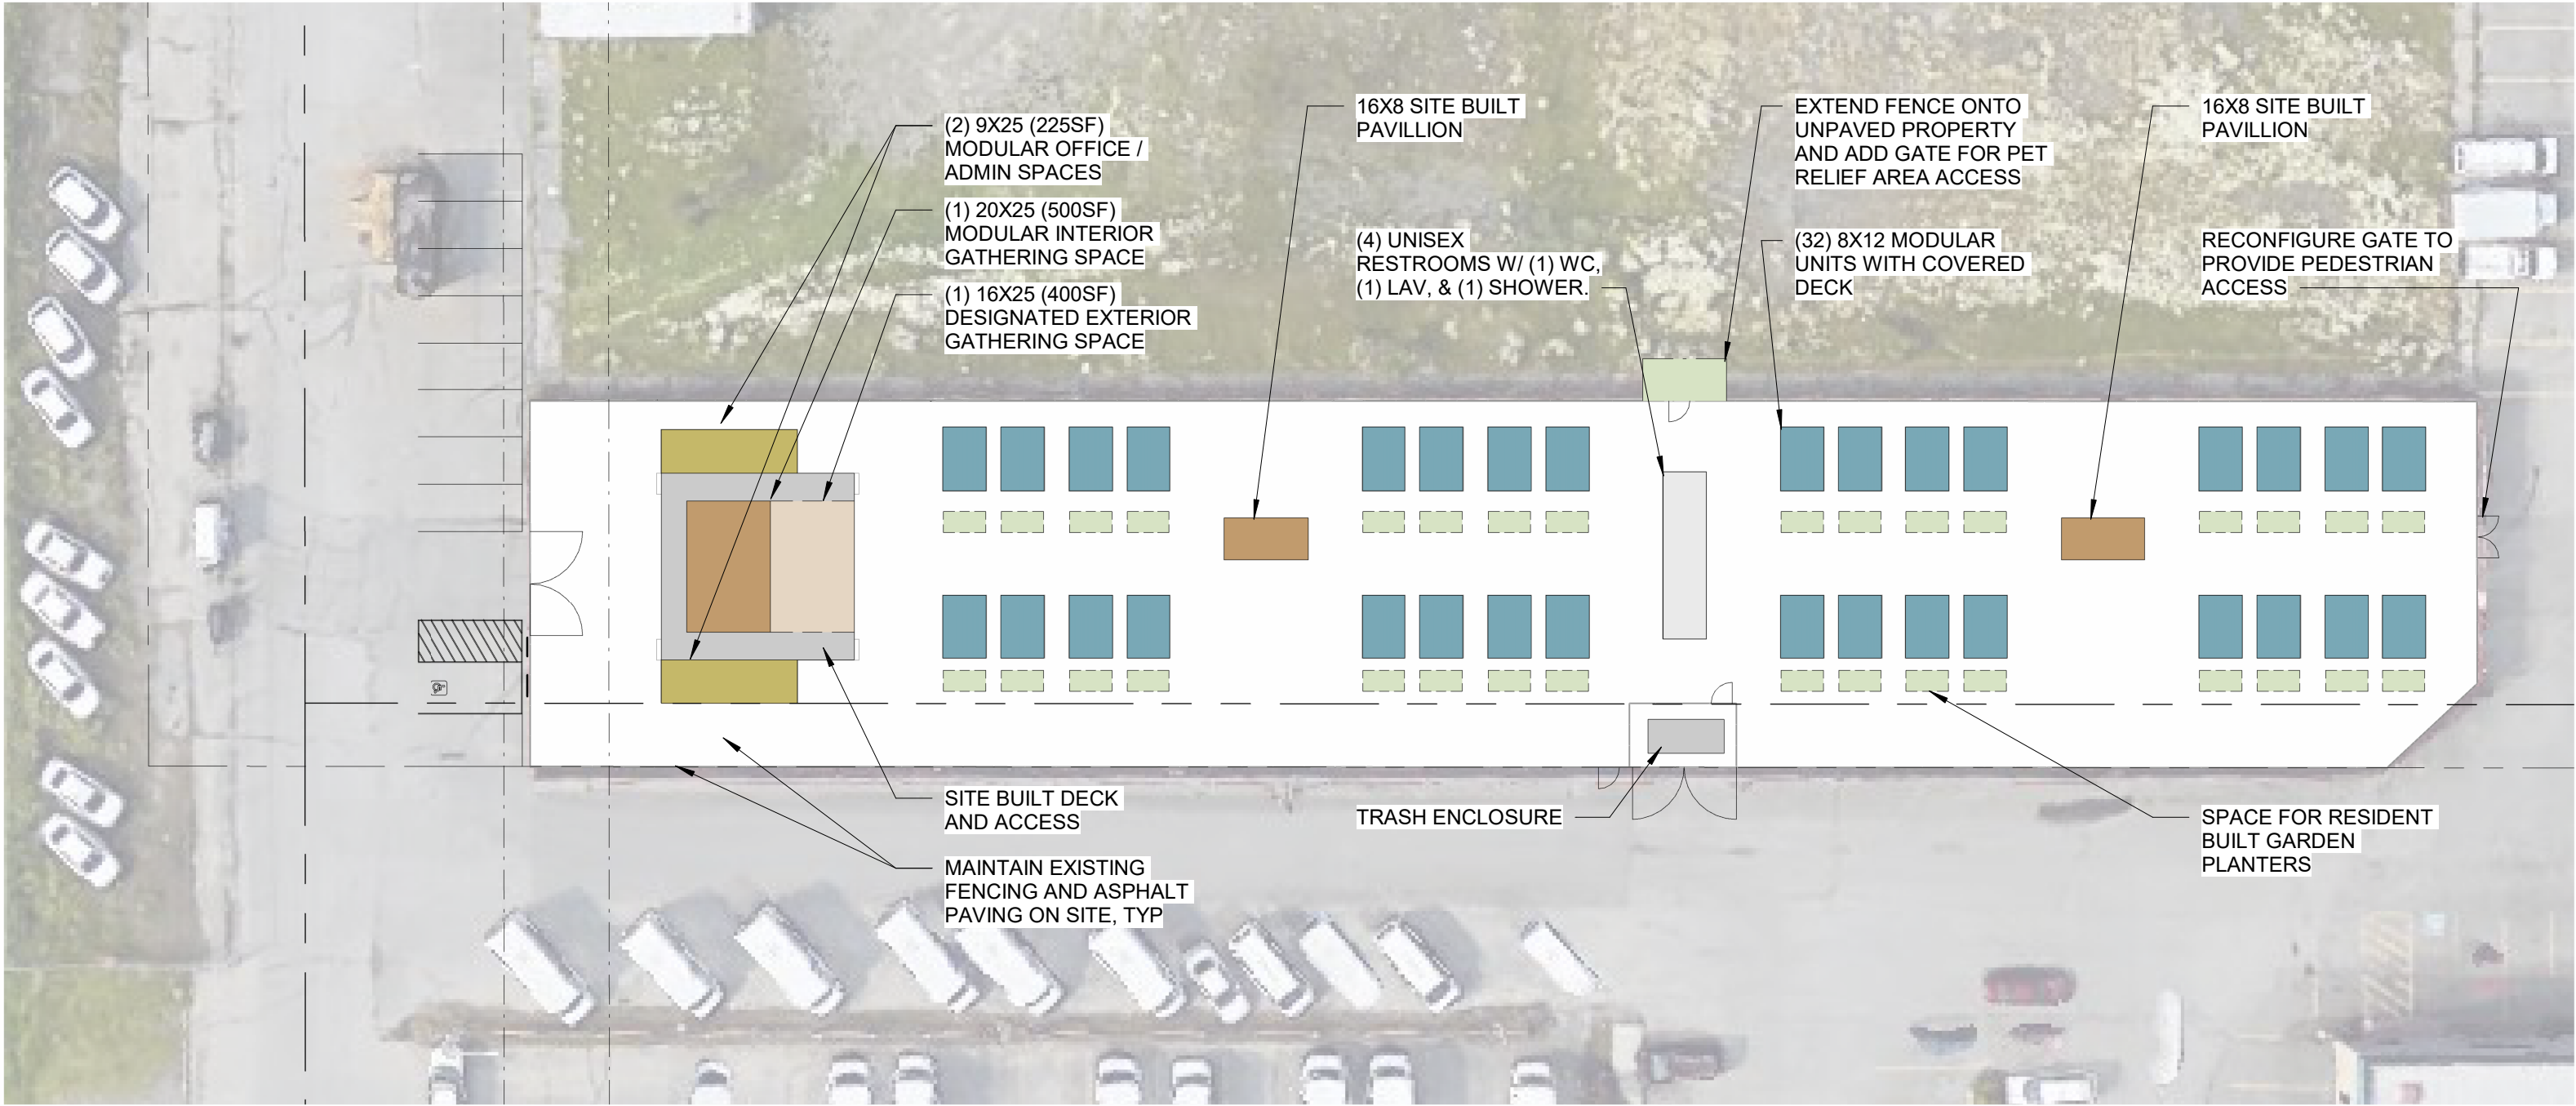 (2) 9X25 (225SF)
MODULAR OFFICE /
ADMIN SPACES
(1) 20X25 (500SF)
MODULAR INTERIOR
GATHERING SPACE
(1) 16X25 (400SF)
DESIGNATED EXTERIOR
GATHERING SPACE
16X8 SITE BUILT
PAVILLION
(4) UNISEX
RESTROOMS W/ (1) WC,
(1) LAV, & (1) SHOWER.
EXTEND FENCE ONTO
UNPAVED PROPERTY
AND ADD GATE FOR PET
RELIEF AREA ACCESS
(32) 8X12 MODULAR
UNITS WITH COVERED
DECK
16X8 SITE BUILT
PAVILLION
RECONFIGURE GATE TO
PROVIDE PEDESTRIAN
ACCESS
SITE BUILT DECK
AND ACCESS
MAINTAIN EXISTING
FENCING AND ASPHALT
PAVING ON SITE, TYP
TRASH ENCLOSURE
SPACE FOR RESIDENT
BUILT GARDEN
PLANTERS